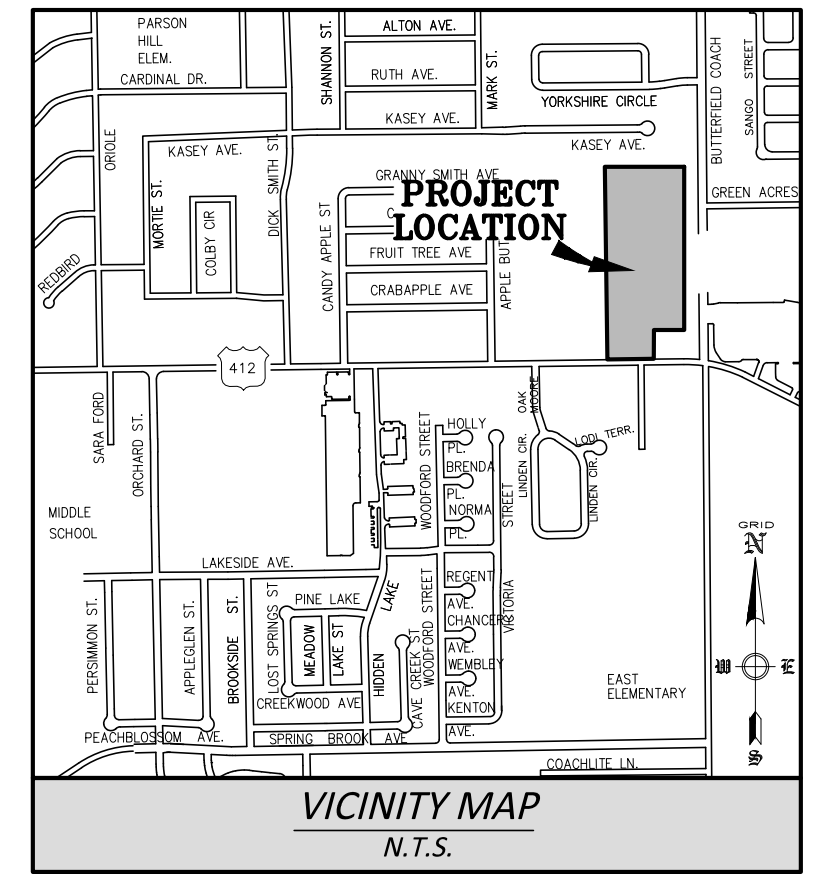 PARSON
HILL
ELEM.
CARDINAL DR.
SHANNON ST.
ALTON AVE.
RUTH AVE.
KASEY AVE.
MARK ST.
YORKSHIRE CIRCLE
KASEY AVE.
BUTTERFIELD COACH
SANGO STREET
GREEN ACRES
ORIOLE
KASEY AVE.
MORTIE ST.
COLBY CIR
DICK SMITH ST.
REDBIRD
GRANNY SMITH AVE
PROJECT
LOCATION
CANDY APPLE ST
FRUIT TREE AVE
CRABAPPLE AVE
APPLE BUT
412
SARA FORD
ORCHARD ST.
MIDDLE
SCHOOL
WOODFORD STREET
HOLLY
PL.
BRENDA
PL.
NORMA
PL.
VICTORIA STREET
OAK
MOORE
LINDEN CIR.
LODI TERR.
LINDEN CIR.
GRID
N
W
E
S
LAKESIDE AVE.
PERSIMMON ST.
APPLEGLEN ST.
BROOKSIDE ST.
LOST SPRINGS ST
PINE LAKE
MEADOW
LAKE ST
HIDDEN LAKE
CREEKWOOD AVE
CAVE CREEK ST
WOODFORD STREET
REGENT
AVE.
CHANCERY
AVE.
WEMBLEY
AVE.
KENTON
AVE.
EAST
ELEMENTARY
PEACHBLOSSOM AVE.
SPRING BROOK AVE
COACHLITE LN.
VICINITY MAP
N.T.S.